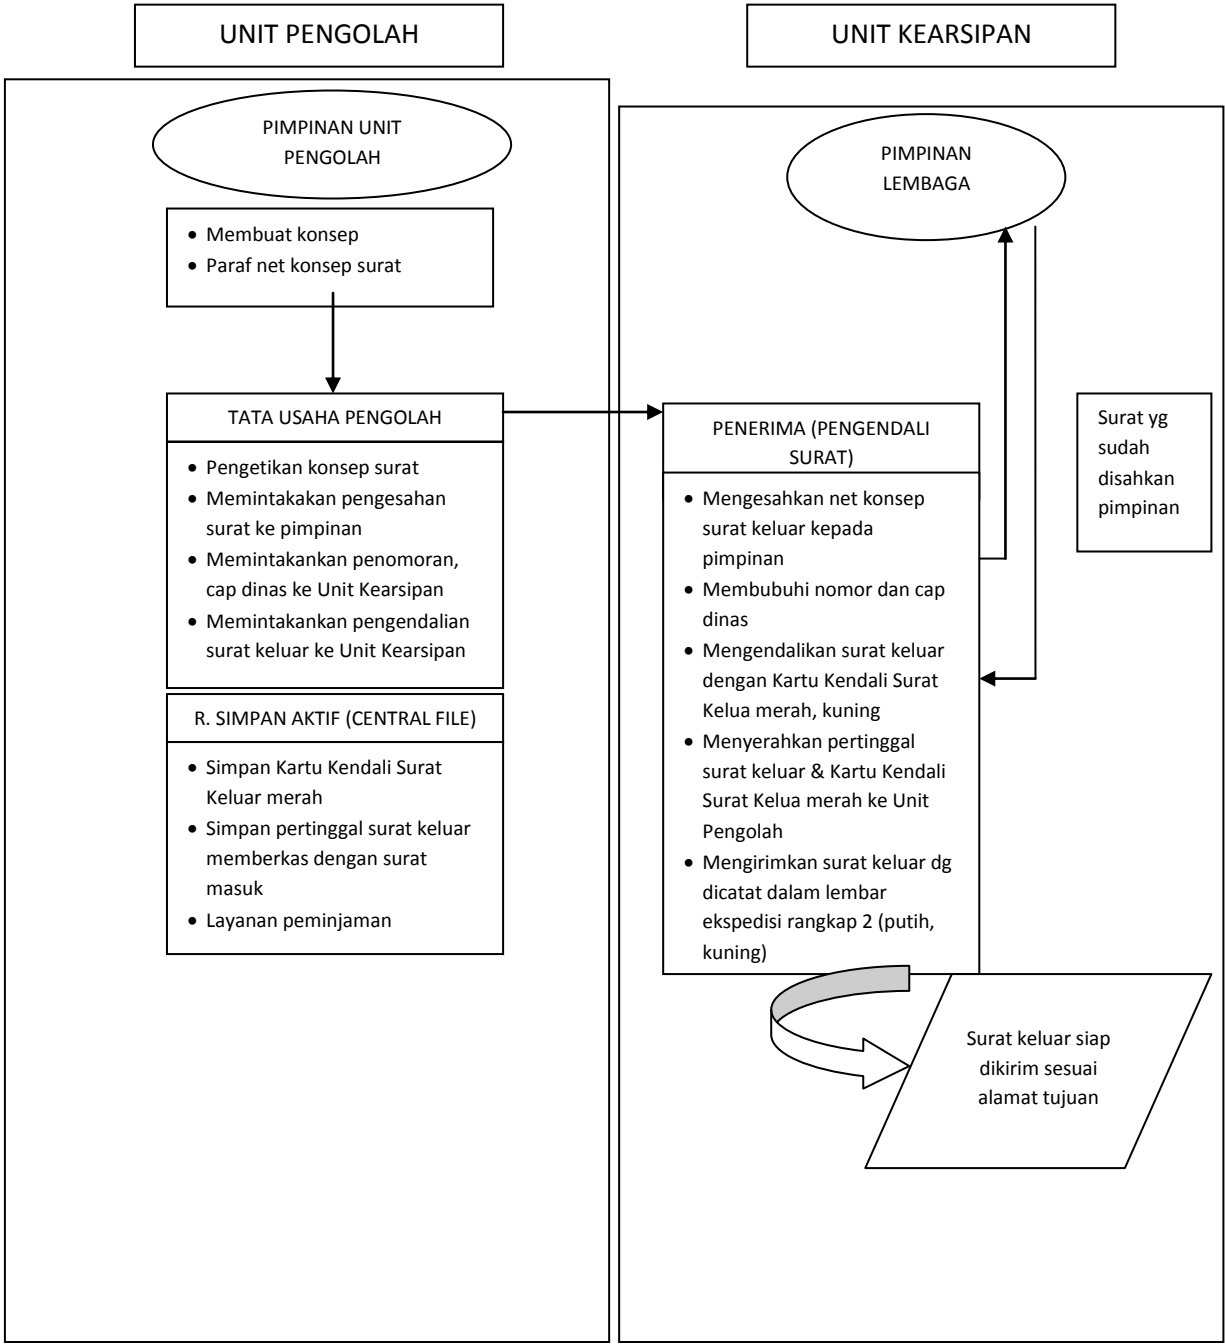 UNIT PENGOLAH
UNIT KEARSIPAN
PIMPINAN UNIT
PENGOLAH
• Membuat konsep
• Paraf net konsep surat
TATA USAHA PENGOLAH
• Pengetikan konsep surat
• Memintakakan pengesahan
surat ke pimpinan
• Memintakankan penomoran,
cap dinas ke Unit Kearsipan
• Memintakankan pengendalian
surat keluar ke Unit Kearsipan
R. SIMPAN AKTIF (CENTRAL FILE)
• Simpan Kartu Kendali Surat
Keluar merah
• Simpan pertinggal surat keluar
memberkas dengan surat
masuk
• Layanan peminjaman
PIMPINAN
LEMBAGA
PENERIMA (PENGENDALI
SURAT)
• Mengesahkan net konsep
surat keluar kepada
pimpinan
• Membubuhi nomor dan cap
dinas
• Mengendalikan surat keluar
dengan Kartu Kendali Surat
Kelua merah, kuning
• Menyerahkan pertinggal
surat keluar & Kartu Kendali
Surat Kelua merah ke Unit
Pengolah
• Mengirimkan surat keluar dg
dicatat dalam lembar
ekspedisi rangkap 2 (putih,
kuning)
Surat yg
sudah
disahkan
pimpinan
Surat keluar siap
dikirim sesuai
alamat tujuan